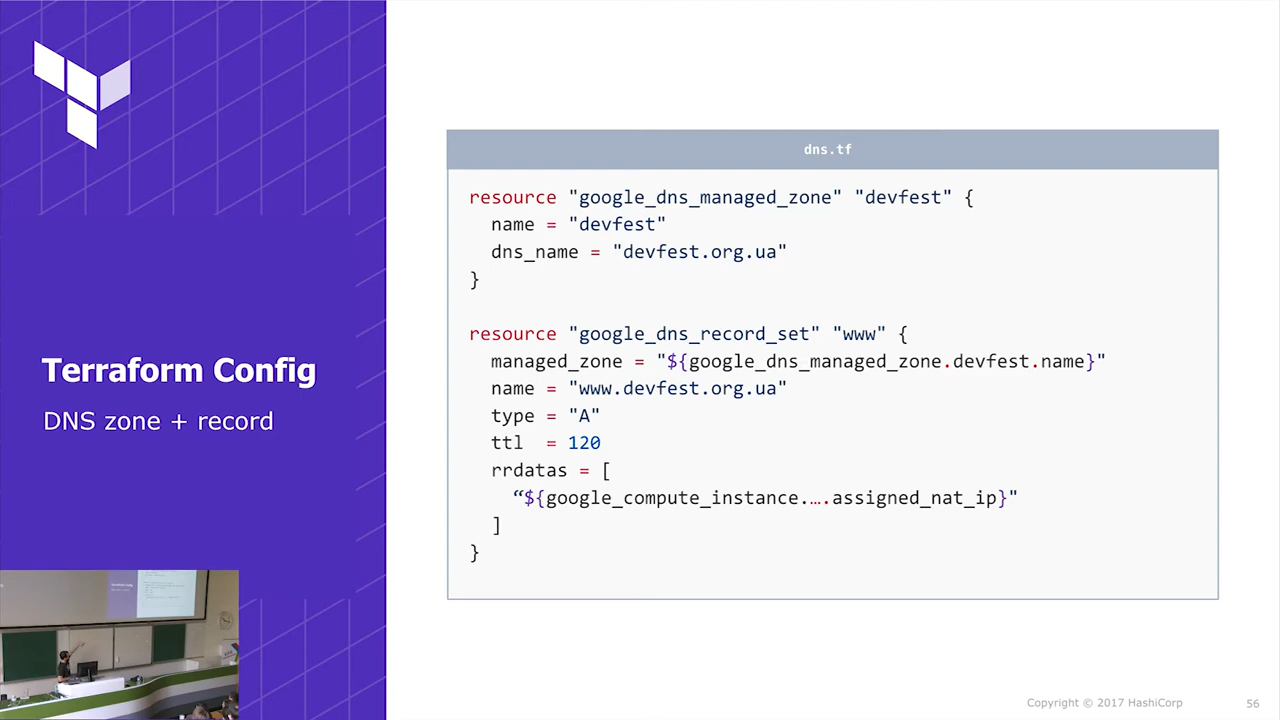 Terraform Config
DNS zone + record
dns.tf
resource "google_dns_managed_zone" "devfest" {
  name = "devfest"
  dns_name = "devfest.org.ua"
}

resource "google_dns_record_set" "www" {
  managed_zone = "${google_dns_managed_zone.devfest.name}"
  name = "www.devfest.org.ua"
  type = "A"
  ttl  = 120
  rrdatas = [
    “${google_compute_instance.….assigned_nat_ip}"
  ]
}
Copyright © 2017 HashiCorp
56